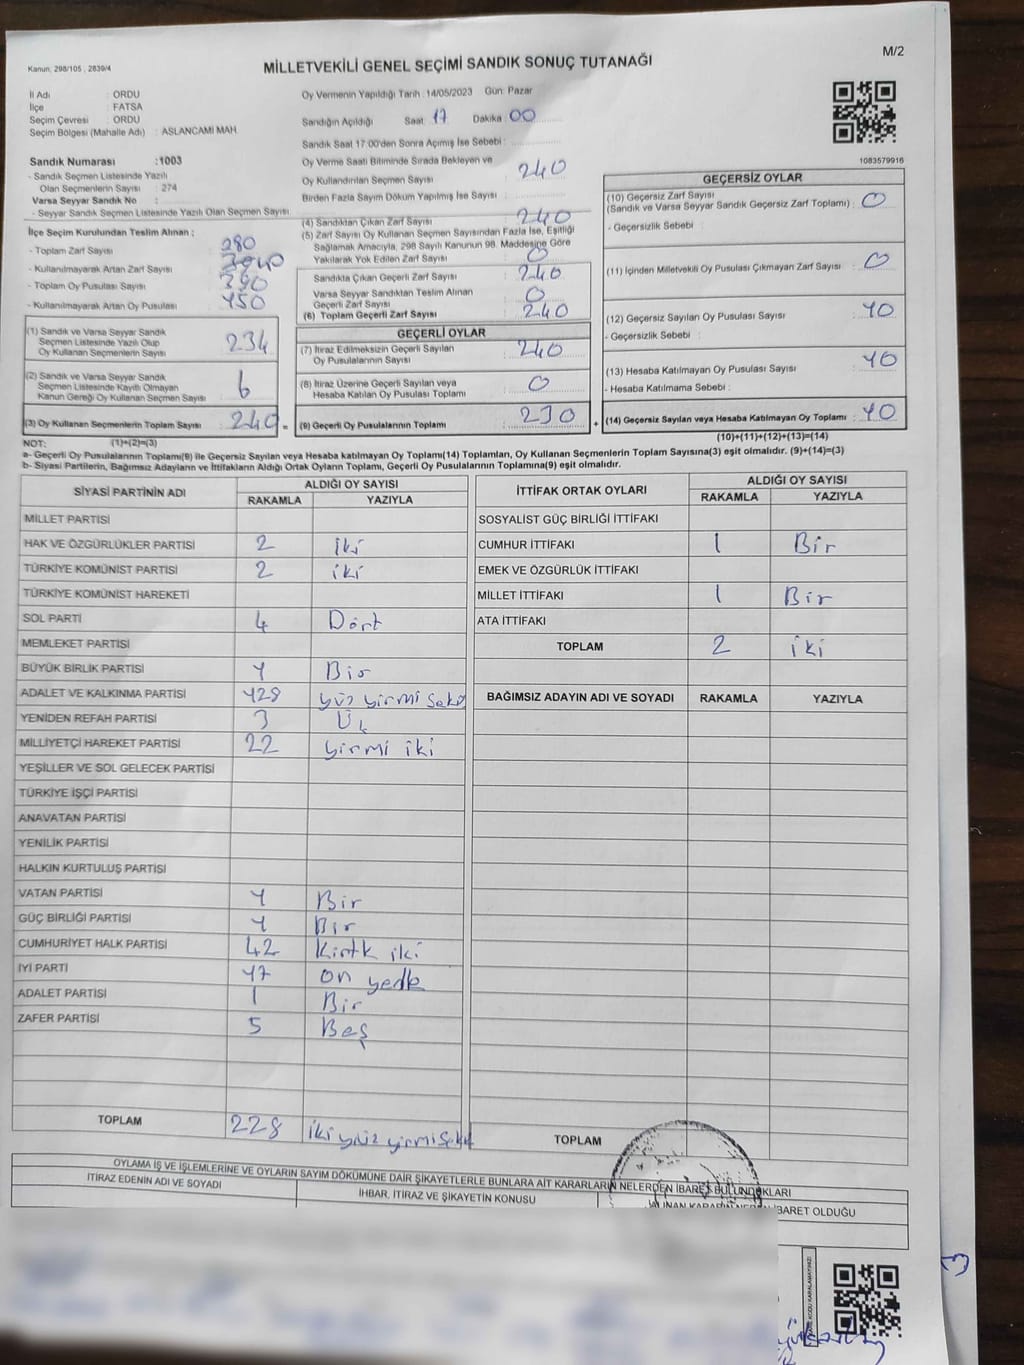 M/2
Kanun, 298/105 , 2839/4
MİLLETVEKİLİ GENEL SEÇİMİ SANDIK SONUÇ TUTANAĞI
İl Adı : ORDU
İlçe : FATSA
Seçim Çevresi : ORDU
Seçim Bölgesi (Mahalle Adı) : ASLANCAMİ MAH.
Sandık Numarası :1003
- Sandık Seçmen Listesinde Yazılı
Olan Seçmenlerin Sayısı : 274
Varsa Seyyar Sandık No :
- Seyyar Sandık Seçmen Listesinde Yazılı Olan Seçmen Sayısı
İlçe Seçim Kurulundan Teslim Alınan ;
- Toplam Zarf Sayısı : 280
- Kullanılmayarak Artan Zarf Sayısı :
- Toplam Oy Pusulası Sayısı : 390
- Kullanılmayarak Artan Oy Pusulası : 150
(1) Sandık ve Varsa Seyyar Sandık
Seçmen Listesinde Yazılı Olup
Oy Kullanan Seçmenlerin Sayısı : 234
(2) Sandık ve Varsa Seyyar Sandık
Seçmen Listesinde Kayıtlı Olmayan
Kanun Gereği Oy Kullanan Seçmen Sayısı : 6
(3) Oy Kullanan Seçmenlerin Toplam Sayısı : 240 =
Oy Vermenin Yapıldığı Tarih : 14/05/2023 Gün: Pazar
Sandığın Açıldığı Saat : 17 Dakika : 00
Sandık Saat 17:00'den Sonra Açımış İse Sebebi :
Oy Verme Saati Bitiminde Sırada Bekleyen ve
Oy Kullandırılan Seçmen Sayısı : 240
Birden Fazla Sayım Döküm Yapılmış İse Sayısı :
(4) Sandıktan Çıkan Zarf Sayısı : 240
(5) Zarf Sayısı Oy Kullanan Seçmen Sayısından Fazla İse, Eşitliği
Sağlamak Amacıyla, 298 Sayılı Kanunun 98. Maddesine Göre
Yakılarak Yok Edilen Zarf Sayısı : 0
Sandıkta Çıkan Geçerli Zarf Sayısı : 240
Varsa Seyyar Sandıktan Teslim Alınan
Geçerli Zarf Sayısı : 0
(6) Toplam Geçerli Zarf Sayısı : 240
GEÇERLİ OYLAR
(7) İtiraz Edilmeksizin Geçerli Sayılan
Oy Pusulalarının Sayısı : 240
(8) İtiraz Üzerine Geçerli Sayılan veya
Hesaba Katılan Oy Pusulası Toplamı : 0
(9) Geçerli Oy Pusulalarının Toplamı : 230 +
1083579916
GEÇERSİZ OYLAR
(10) Geçersiz Zarf Sayısı
(Sandık ve Varsa Seyyar Sandık Geçersiz Zarf Toplamı) : 0
- Geçersizlik Sebebi :
(11) İçinden Milletvekili Oy Pusulası Çıkmayan Zarf Sayısı : 0
(12) Geçersiz Sayılan Oy Pusulası Sayısı : 10
- Geçersizlik Sebebi :
(13) Hesaba Katılmayan Oy Pusulası Sayısı : 10
- Hesaba Katılmama Sebebi :
(14) Geçersiz Sayılan veya Hesaba Katılmayan Oy Toplamı : 10
NOT: (1)+(2)=(3) (10)+(11)+(12)+(13)=(14)
a- Geçerli Oy Pusulalarının Toplamı(9) ile Geçersiz Sayılan veya Hesaba katılmayan Oy Toplamı(14) Toplamları, Oy Kullanan Seçmenlerin Toplam Sayısına(3) eşit olmalıdır. (9)+(14)=(3)
b- Siyasi Partilerin, Bağımsız Adayların ve İttifakların Aldığı Ortak Oyların Toplamı, Geçerli Oy Pusulalarının Toplamına(9) eşit olmalıdır.
SİYASİ PARTİNİN ADI ALDIĞI OY SAYISI
RAKAMLA YAZIYLA
MİLLET PARTİSİ
HAK VE ÖZGÜRLÜKLER PARTİSİ 2 iki
TÜRKİYE KOMÜNİST PARTİSİ 2 iki
TÜRKİYE KOMÜNİST HAREKETİ
SOL PARTİ 4 Dört
MEMLEKET PARTİSİ
BÜYÜK BİRLİK PARTİSİ 1 Bir
ADALET VE KALKINMA PARTİSİ 128 yüz yirmi sekiz
YENİDEN REFAH PARTİSİ 3 Üç
MİLLİYETÇİ HAREKET PARTİSİ 22 yirmi iki
YEŞİLLER VE SOL GELECEK PARTİSİ
TÜRKİYE İŞÇİ PARTİSİ
ANAVATAN PARTİSİ
YENİLİK PARTİSİ
HALKIN KURTULUŞ PARTİSİ
VATAN PARTİSİ 1 Bir
GÜÇ BİRLİĞİ PARTİSİ 1 Bir
CUMHURİYET HALK PARTİSİ 42 Kırk iki
İYİ PARTİ 17 on yedi
ADALET PARTİSİ 1 Bir
ZAFER PARTİSİ 5 Beş
TOPLAM 228 iki yüz yirmi sekiz
İTTİFAK ORTAK OYLARI ALDIĞI OY SAYISI
RAKAMLA YAZIYLA
SOSYALİST GÜÇ BİRLİĞİ İTTİFAKI
CUMHUR İTTİFAKI 1 Bir
EMEK VE ÖZGÜRLÜK İTTİFAKI
MİLLET İTTİFAKI 1 Bir
ATA İTTİFAKI
TOPLAM 2 iki
BAĞIMSIZ ADAYIN ADI VE SOYADI RAKAMLA YAZIYLA
TOPLAM
OYLAMA İŞ VE İŞLEMLERİNE VE OYLARIN SAYIM DÖKÜMÜNE DAİR ŞİKAYETLERLE BUNLARA AİT KARARLARIN NELERDEN İBARET BULUNDUKLARI
İTİRAZ EDENİN ADI VE SOYADI
İHBAR, İTİRAZ VE ŞİKAYETİN KONUSU
ALINAN KARARIN NEDEN İBARET OLDUĞU
3